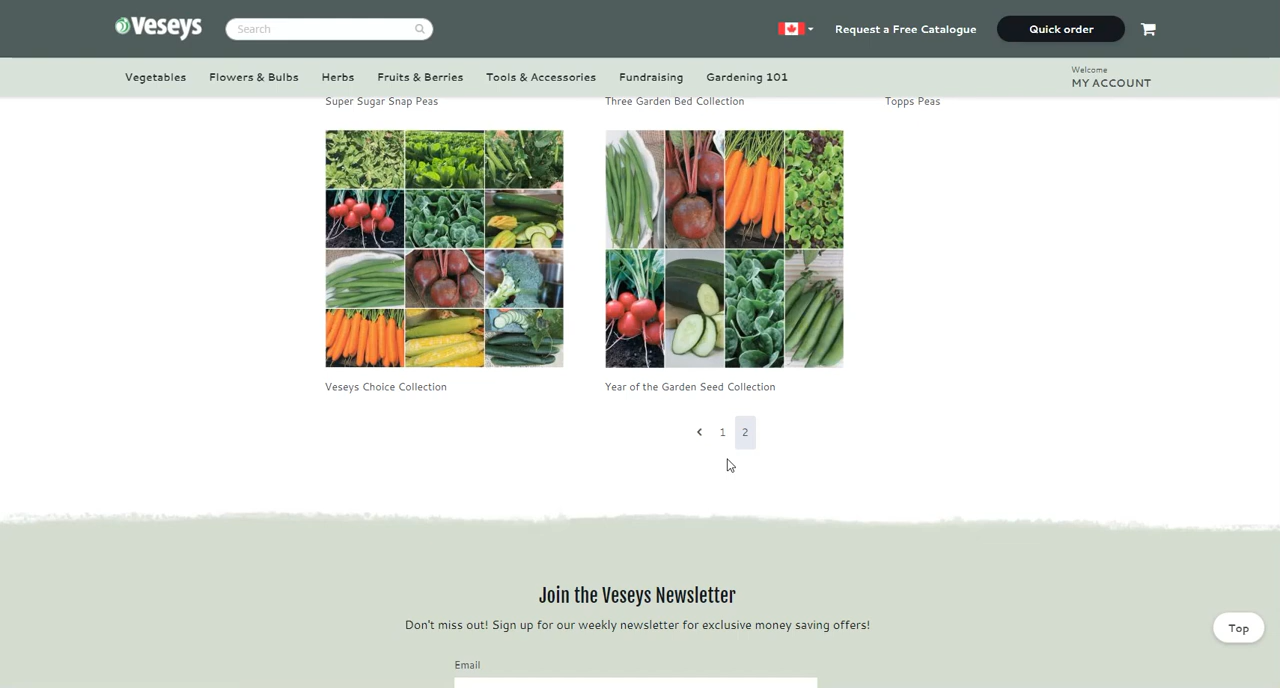 Veseys
Search
Request a Free Catalogue
Quick order
Vegetables
Flowers & Bulbs
Herbs
Fruits & Berries
Tools & Accessories
Fundraising
Gardening 101
Welcome
MY ACCOUNT
Super Sugar Snap Peas
Three Garden Bed Collection
Topps Peas
Veseys Choice Collection
Year of the Garden Seed Collection
1
2
Join the Veseys Newsletter
Don't miss out! Sign up for our weekly newsletter for exclusive money saving offers!
Top
Email